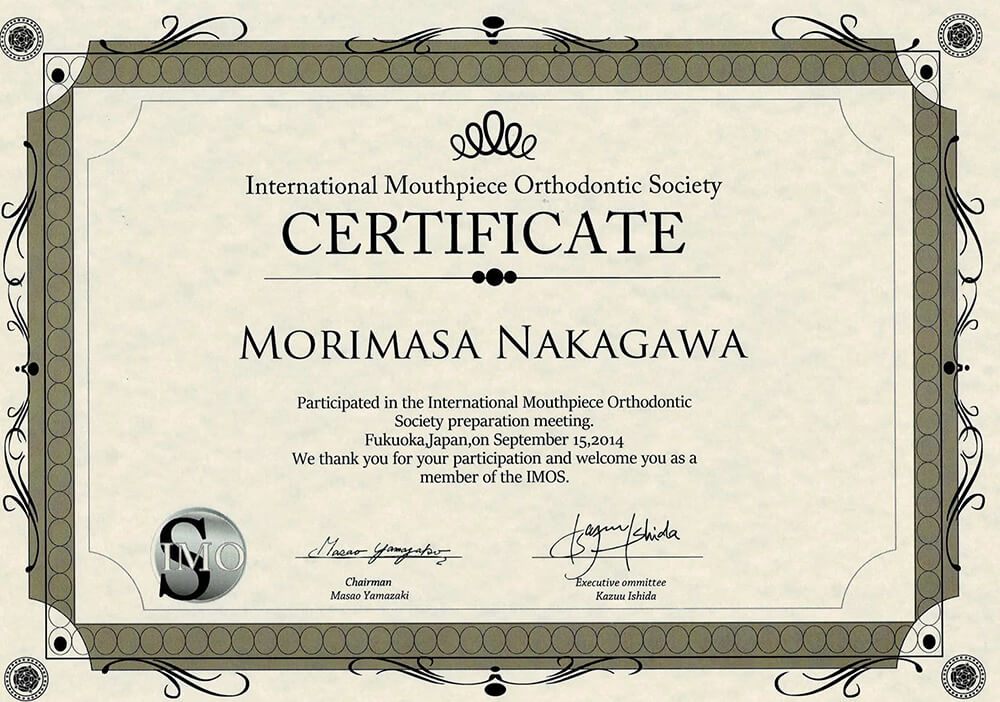 International Mouthpiece Orthodontic Society
CERTIFICATE
MORIMASA NAKAGAWA
Participated in the International Mouthpiece Orthodontic
Society preparation meeting.
Fukuoka,Japan,on September 15,2014
We thank you for your participation and welcome you as a
member of the IMOS.
S
IMO
Masao Yamazaki
Kazuu Ishida
Chairman
Masao Yamazaki
Executive ommittee
Kazuu Ishida